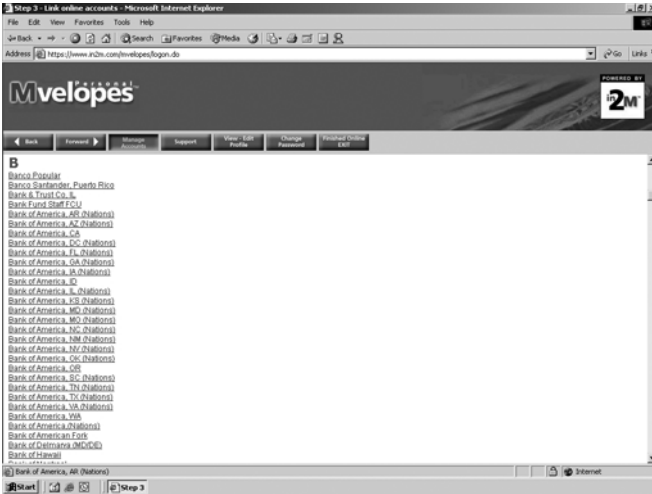 Step 3 - Link online accounts - Microsoft Internet Explorer
File Edit View Favorites Tools Help
Back Search Favorites Media
Address https://www.in2m.com/mvelopes/logon.do Go Links
Personal
Mvelopes
POWERED BY
in2M
Back Forward Manage Accounts Support View - Edit Profile Change Password Finished Online EXIT
B
Banco Popular
Banco Santander, Puerto Rico
Bank & Trust Co, IL
Bank Fund Staff FCU
Bank of America, AR (Nations)
Bank of America, AZ (Nations)
Bank of America, CA
Bank of America, DC (Nations)
Bank of America, FL (Nations)
Bank of America, GA (Nations)
Bank of America, IA (Nations)
Bank of America, ID
Bank of America, IL (Nations)
Bank of America, KS (Nations)
Bank of America, MD (Nations)
Bank of America, MO (Nations)
Bank of America, NC (Nations)
Bank of America, NM (Nations)
Bank of America, NV (Nations)
Bank of America, OK (Nations)
Bank of America, OR
Bank of America, SC (Nations)
Bank of America, TN (Nations)
Bank of America, TX (Nations)
Bank of America, VA (Nations)
Bank of America, WA
Bank of America.(Nations)
Bank of American Fork
Bank of Delmarva (MD/DE)
Bank of Hawaii
Bank of America, AR (Nations) Internet
Start Step 3